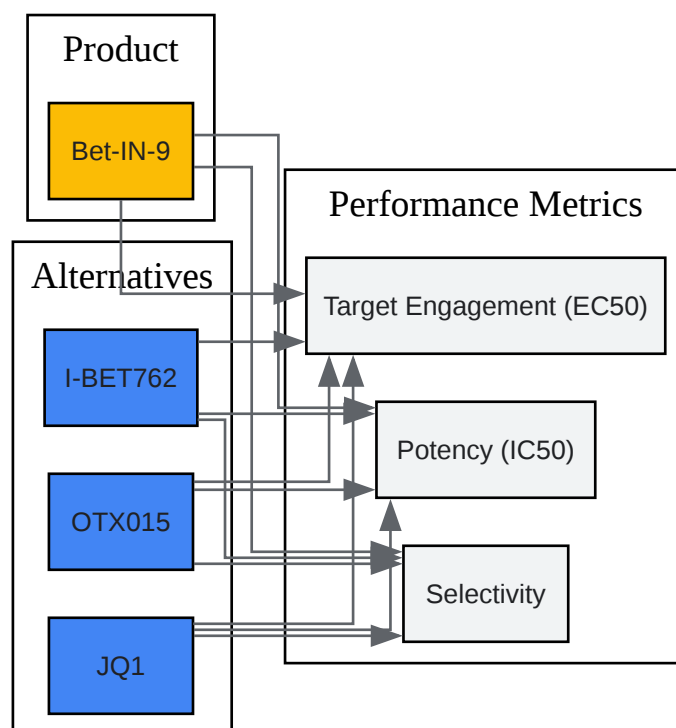 Product
Bet-IN-9
Performance Metrics
Target Engagement (EC50)
Potency (IC50)
Selectivity
Alternatives
I-BET762
OTX015
JQ1